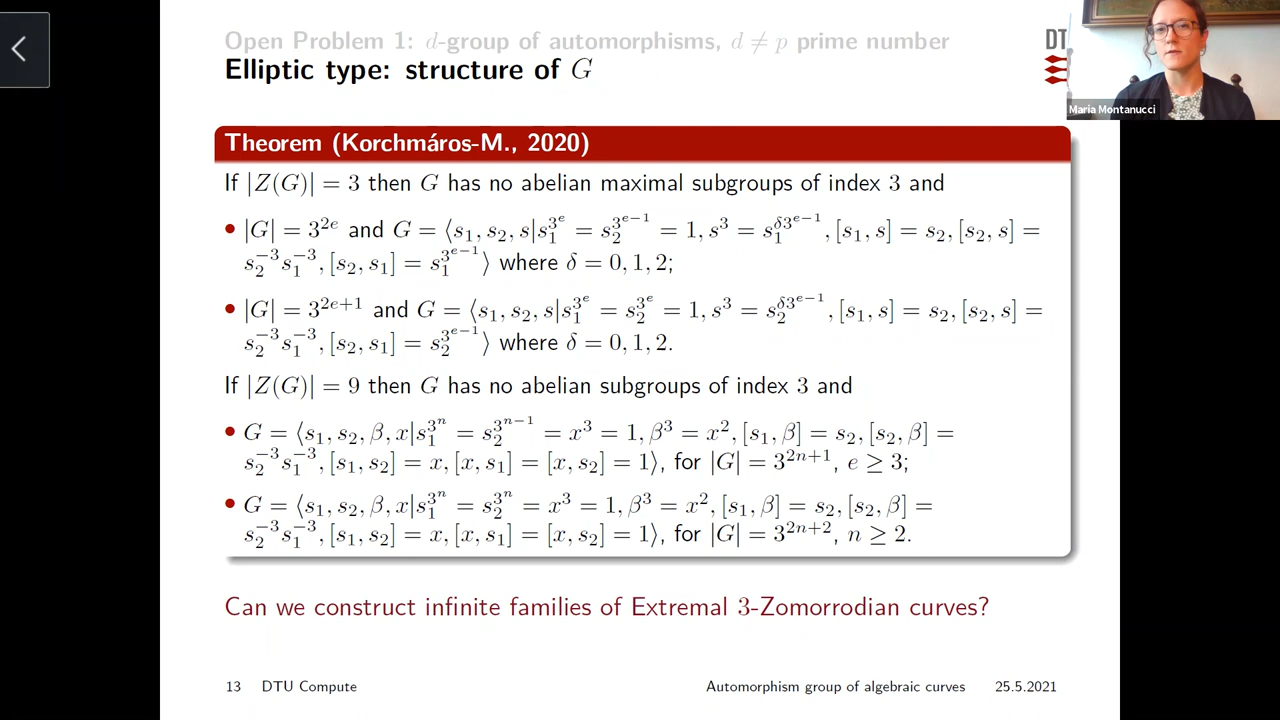 Open Problem 1: d-group of automorphisms, d ≠ p prime number
Elliptic type: structure of G
DT
Maria Montanucci
Theorem (Korchmáros-M., 2020)
If |Z(G)| = 3 then G has no abelian maximal subgroups of index 3 and
• |G| = 3^{2e} and G = ⟨s_1, s_2, s|s_1^{3^e} = s_2^{3^{e−1}} = 1, s^3 = s_1^{δ3^{e−1}}, [s_1, s] = s_2, [s_2, s] =
s_2^{−3}s_1^{−3}, [s_2, s_1] = s_1^{3^{e−1}}⟩ where δ = 0, 1, 2;
• |G| = 3^{2e+1} and G = ⟨s_1, s_2, s|s_1^{3^e} = s_2^{3^e} = 1, s^3 = s_2^{δ3^{e−1}}, [s_1, s] = s_2, [s_2, s] =
s_2^{−3}s_1^{−3}, [s_2, s_1] = s_2^{3^{e−1}}⟩ where δ = 0, 1, 2.
If |Z(G)| = 9 then G has no abelian subgroups of index 3 and
• G = ⟨s_1, s_2, β, x|s_1^{3^n} = s_2^{3^{n−1}} = x^3 = 1, β^3 = x^2, [s_1, β] = s_2, [s_2, β] =
s_2^{−3}s_1^{−3}, [s_1, s_2] = x, [x, s_1] = [x, s_2] = 1⟩, for |G| = 3^{2n+1}, e ≥ 3;
• G = ⟨s_1, s_2, β, x|s_1^{3^n} = s_2^{3^n} = x^3 = 1, β^3 = x^2, [s_1, β] = s_2, [s_2, β] =
s_2^{−3}s_1^{−3}, [s_1, s_2] = x, [x, s_1] = [x, s_2] = 1⟩, for |G| = 3^{2n+2}, n ≥ 2.
Can we construct infinite families of Extremal 3-Zomorrodian curves?
13 DTU Compute Automorphism group of algebraic curves 25.5.2021